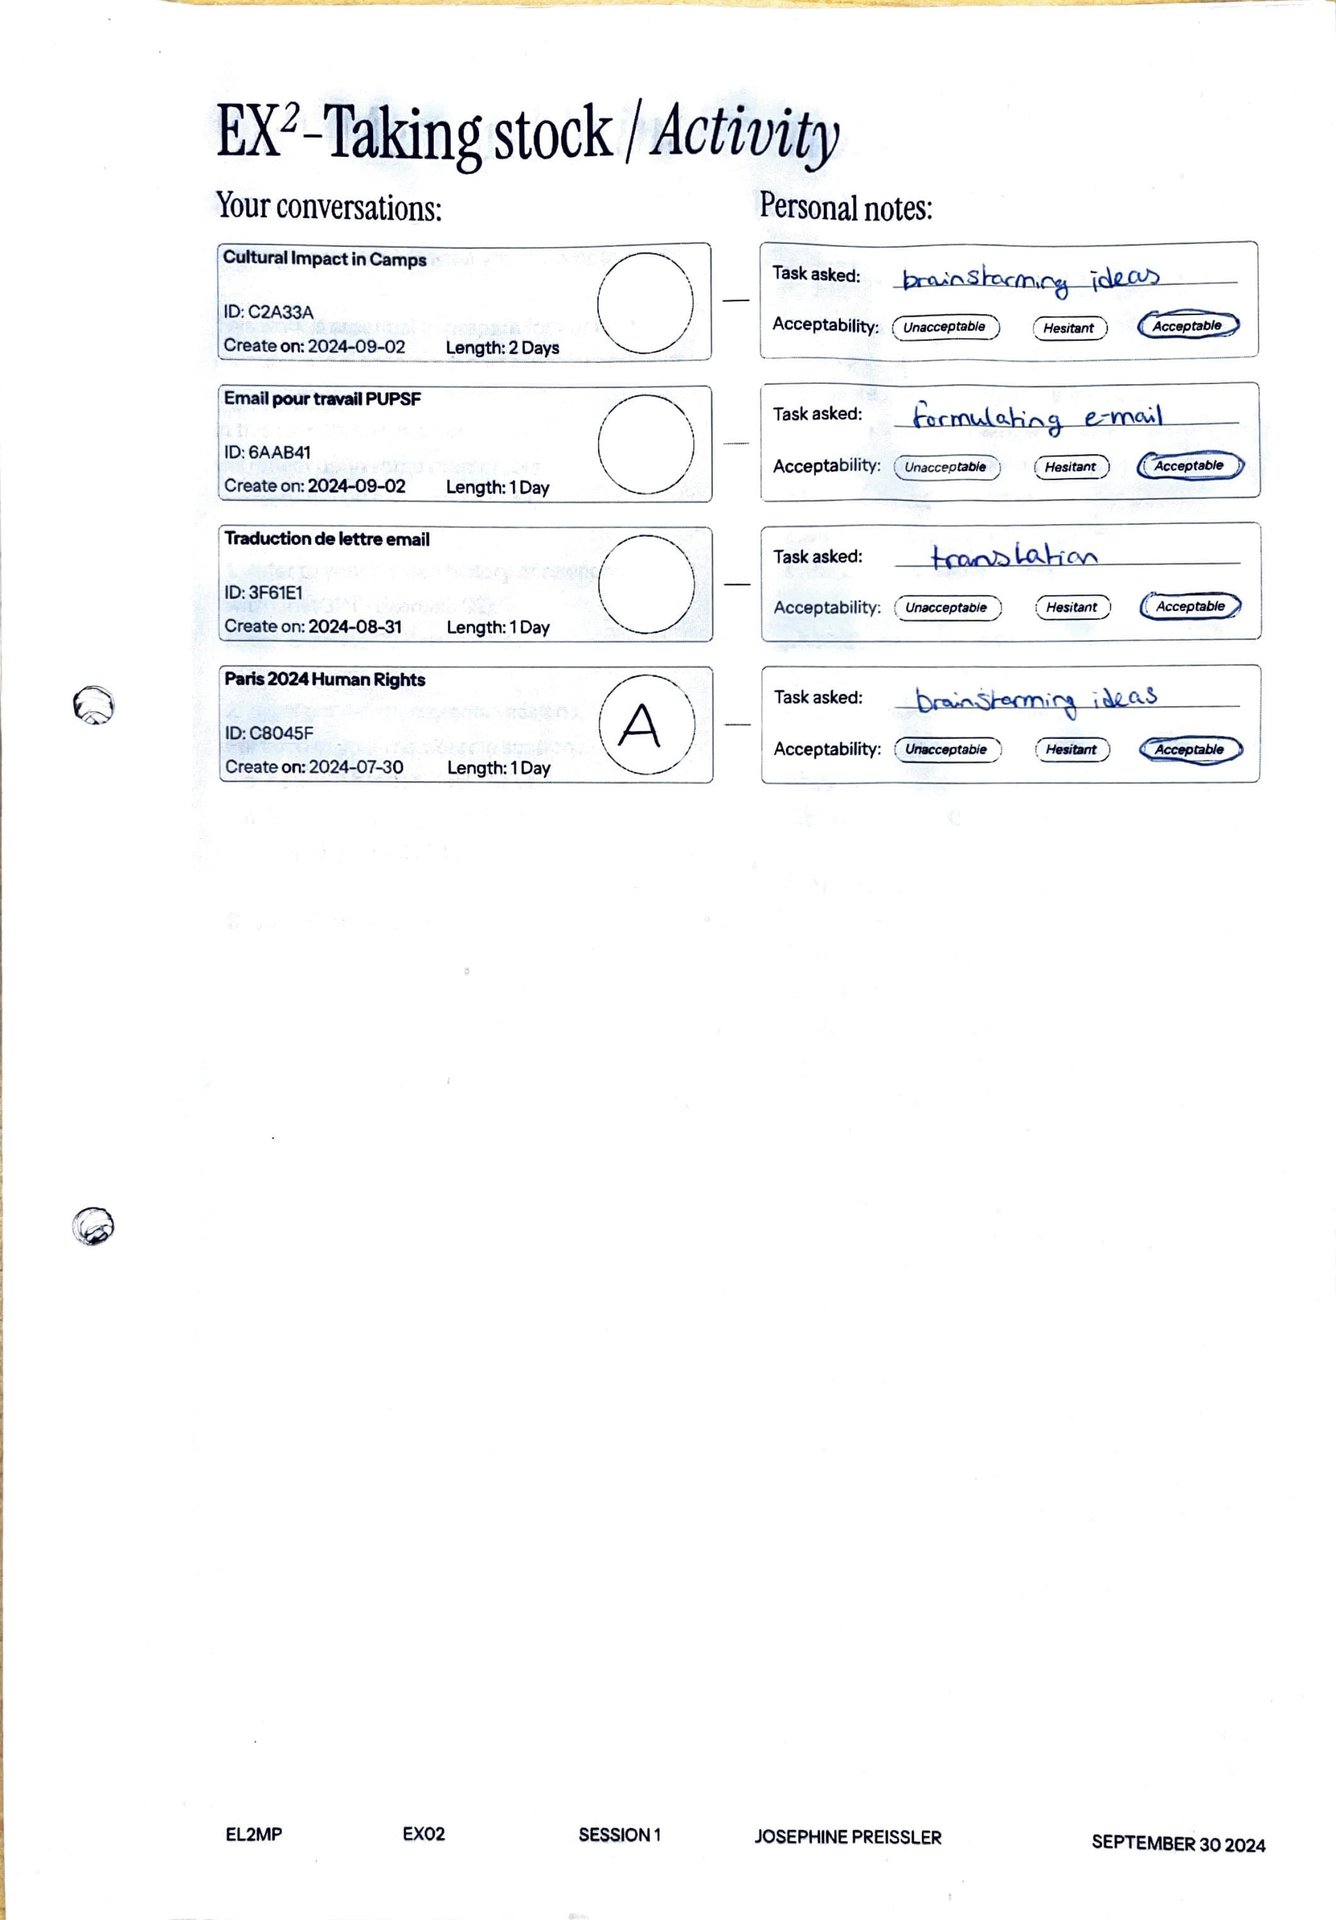 EX²-Taking stock / Activity
Your conversations:
Personal notes:
Cultural Impact in Camps
ID: C2A33A
Create on: 2024-09-02 Length: 2 Days
Task asked: brainstorming ideas
Acceptability: Unacceptable Hesitant Acceptable
Email pour travail PUPSF
ID: 6AAB41
Create on: 2024-09-02 Length: 1 Day
Task asked: formulating e-mail
Acceptability: Unacceptable Hesitant Acceptable
Traduction de lettre email
ID: 3F61E1
Create on: 2024-08-31 Length: 1 Day
Task asked: translation
Acceptability: Unacceptable Hesitant Acceptable
Paris 2024 Human Rights
ID: C8045F
Create on: 2024-07-30 Length: 1 Day
A
Task asked: brainstorming ideas
Acceptability: Unacceptable Hesitant Acceptable
EL2MP EX02 SESSION 1 JOSEPHINE PREISSLER SEPTEMBER 30 2024